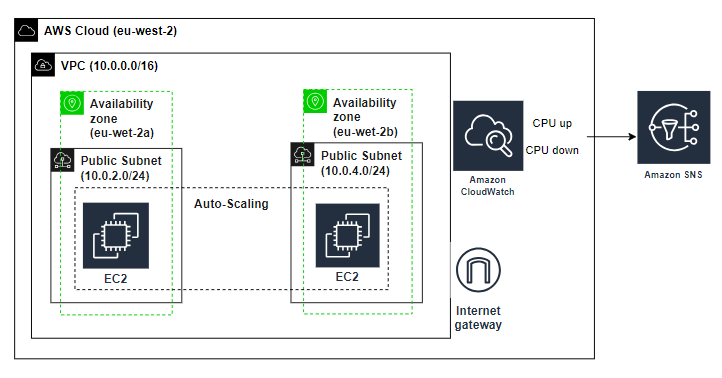 AWS Cloud (eu-west-2)
VPC (10.0.0.0/16)
Availability
zone
(eu-wet-2a)
Availability
zone
(eu-wet-2b)
Public Subnet
(10.0.2.0/24)
Public Subnet
(10.0.4.0/24)
Auto-Scaling
EC2
EC2
Amazon
CloudWatch
CPU up
CPU down
Amazon SNS
Internet
gateway